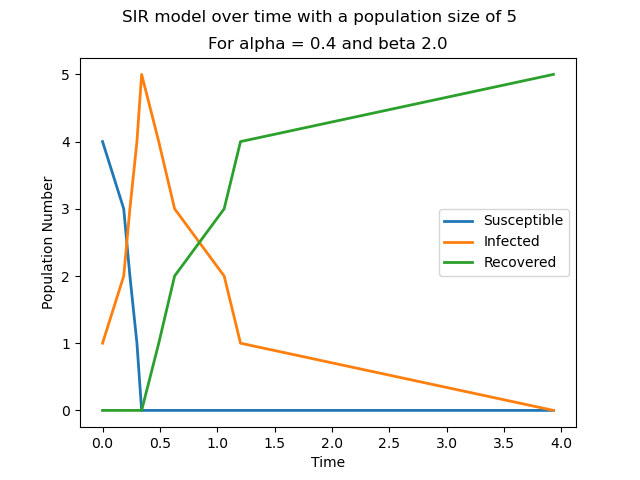 SIR model over time with a population size of 5
For alpha = 0.4 and beta 2.0
5
4
3
2
1
0
Population Number
Susceptible
Infected
Recovered
0.0 0.5 1.0 1.5 2.0 2.5 3.0 3.5 4.0
Time